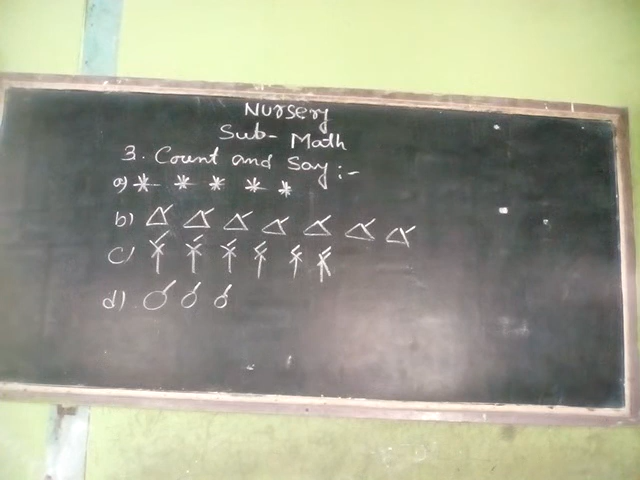 Nursery
Sub- Math
3. Count and Say:-
a)
b)
c)
d)